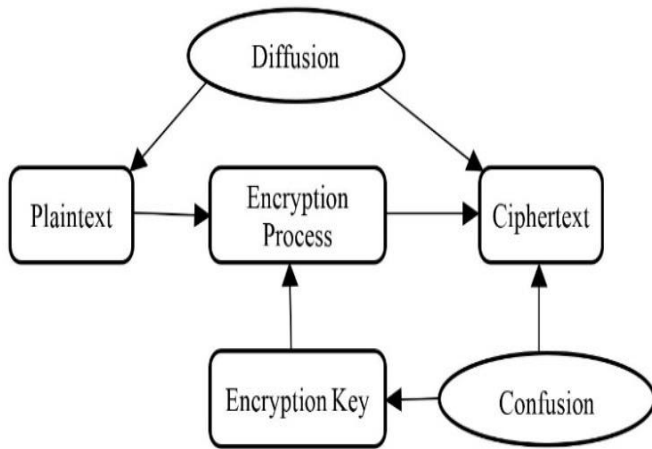 Diffusion
Plaintext
Encryption
Process
Ciphertext
Encryption Key
Confusion